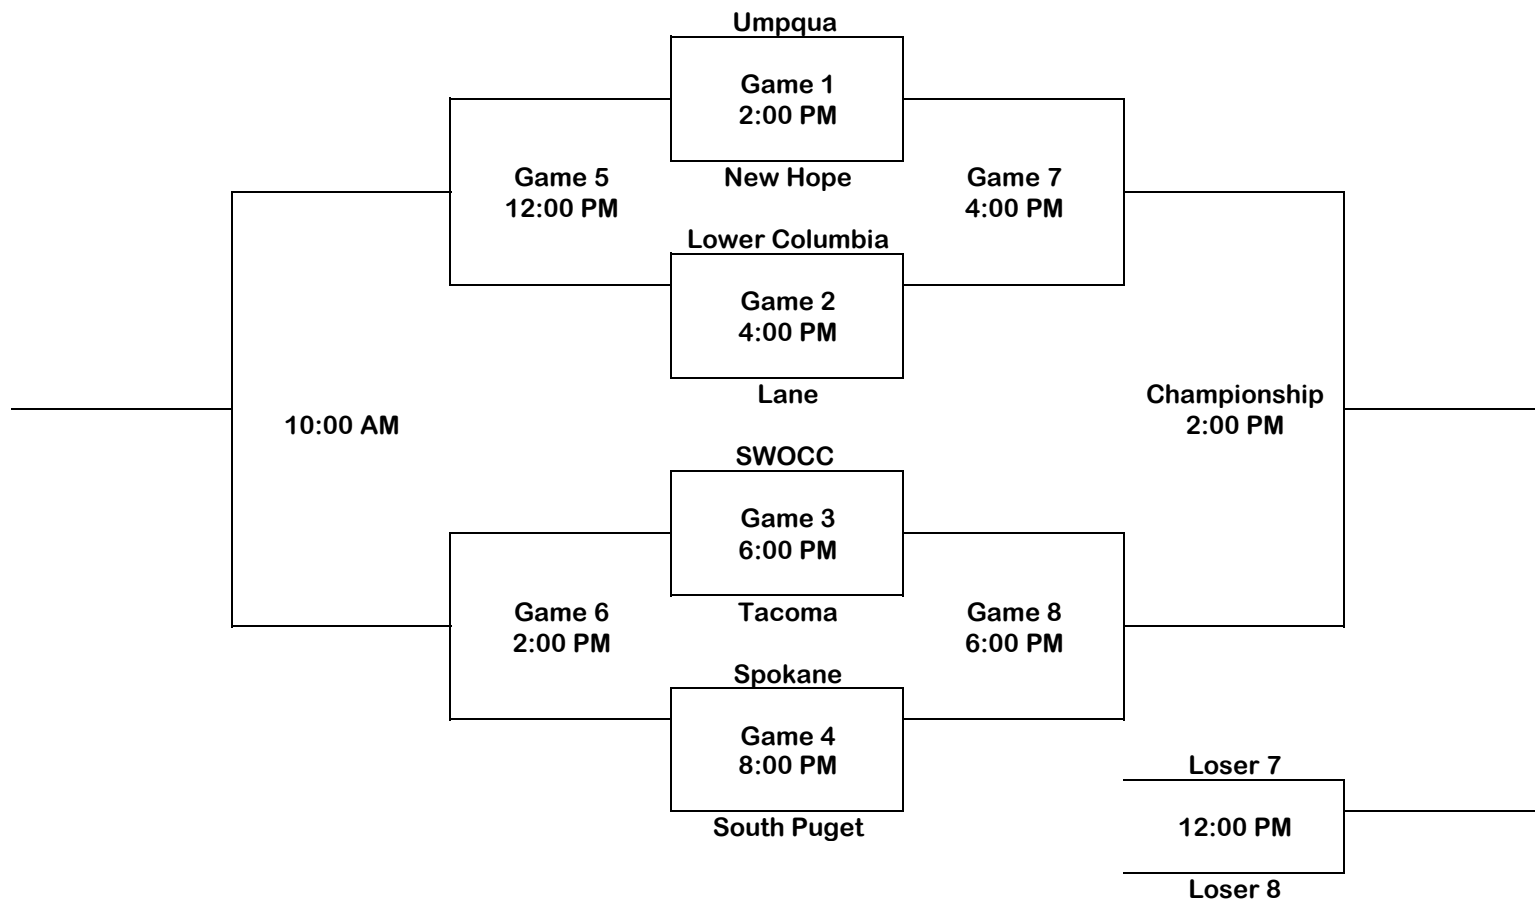 Umpqua
Game 1
2:00 PM
New Hope
Game 5
12:00 PM
Game 7
4:00 PM
Lower Columbia
Game 2
4:00 PM
Lane
10:00 AM
Championship
2:00 PM
SWOCC
Game 3
6:00 PM
Tacoma
Game 6
2:00 PM
Game 8
6:00 PM
Spokane
Game 4
8:00 PM
South Puget
Loser 7
12:00 PM
Loser 8